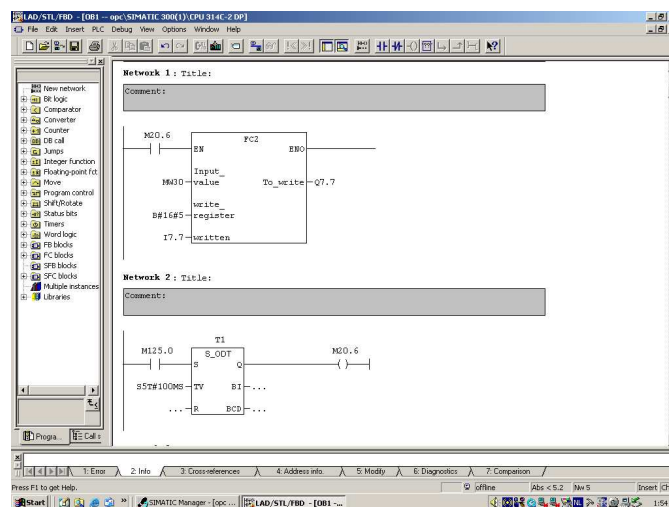 LAD/STL/FBD - [OB1 -- opc\SIMATIC 300(1)\CPU 314C-2 DP]
File Edit Insert PLC Debug View Options Window Help
New network
Bit logic
Comparator
Converter
Counter
DB call
Jumps
Integer function
Floating-point fct
Move
Program control
Shift/Rotate
Status bits
Timers
Word logic
FB blocks
FC blocks
SFB blocks
SFC blocks
Multiple instances
Libraries
Progra...
Call s
Network 1 : Title:
Comment:
M20.6
FC2
EN ENO
MW30 Input_ value To_write Q7.7
B#16#5 write_ register
I7.7 written
Network 2 : Title:
Comment:
T1
M125.0 S_ODT M20.6
S Q ( )
S5T#100MS TV BI ...
... R BCD ...
1: Error 2: Info 3: Cross-references 4: Address info. 5: Modify 6: Diagnostics 7: Comparison
Press F1 to get Help. offline Abs < 5.2 Nw 5 Insert Ch
Start SIMATIC Manager - [opc ... LAD/STL/FBD - [OB1 -... NL 1:54